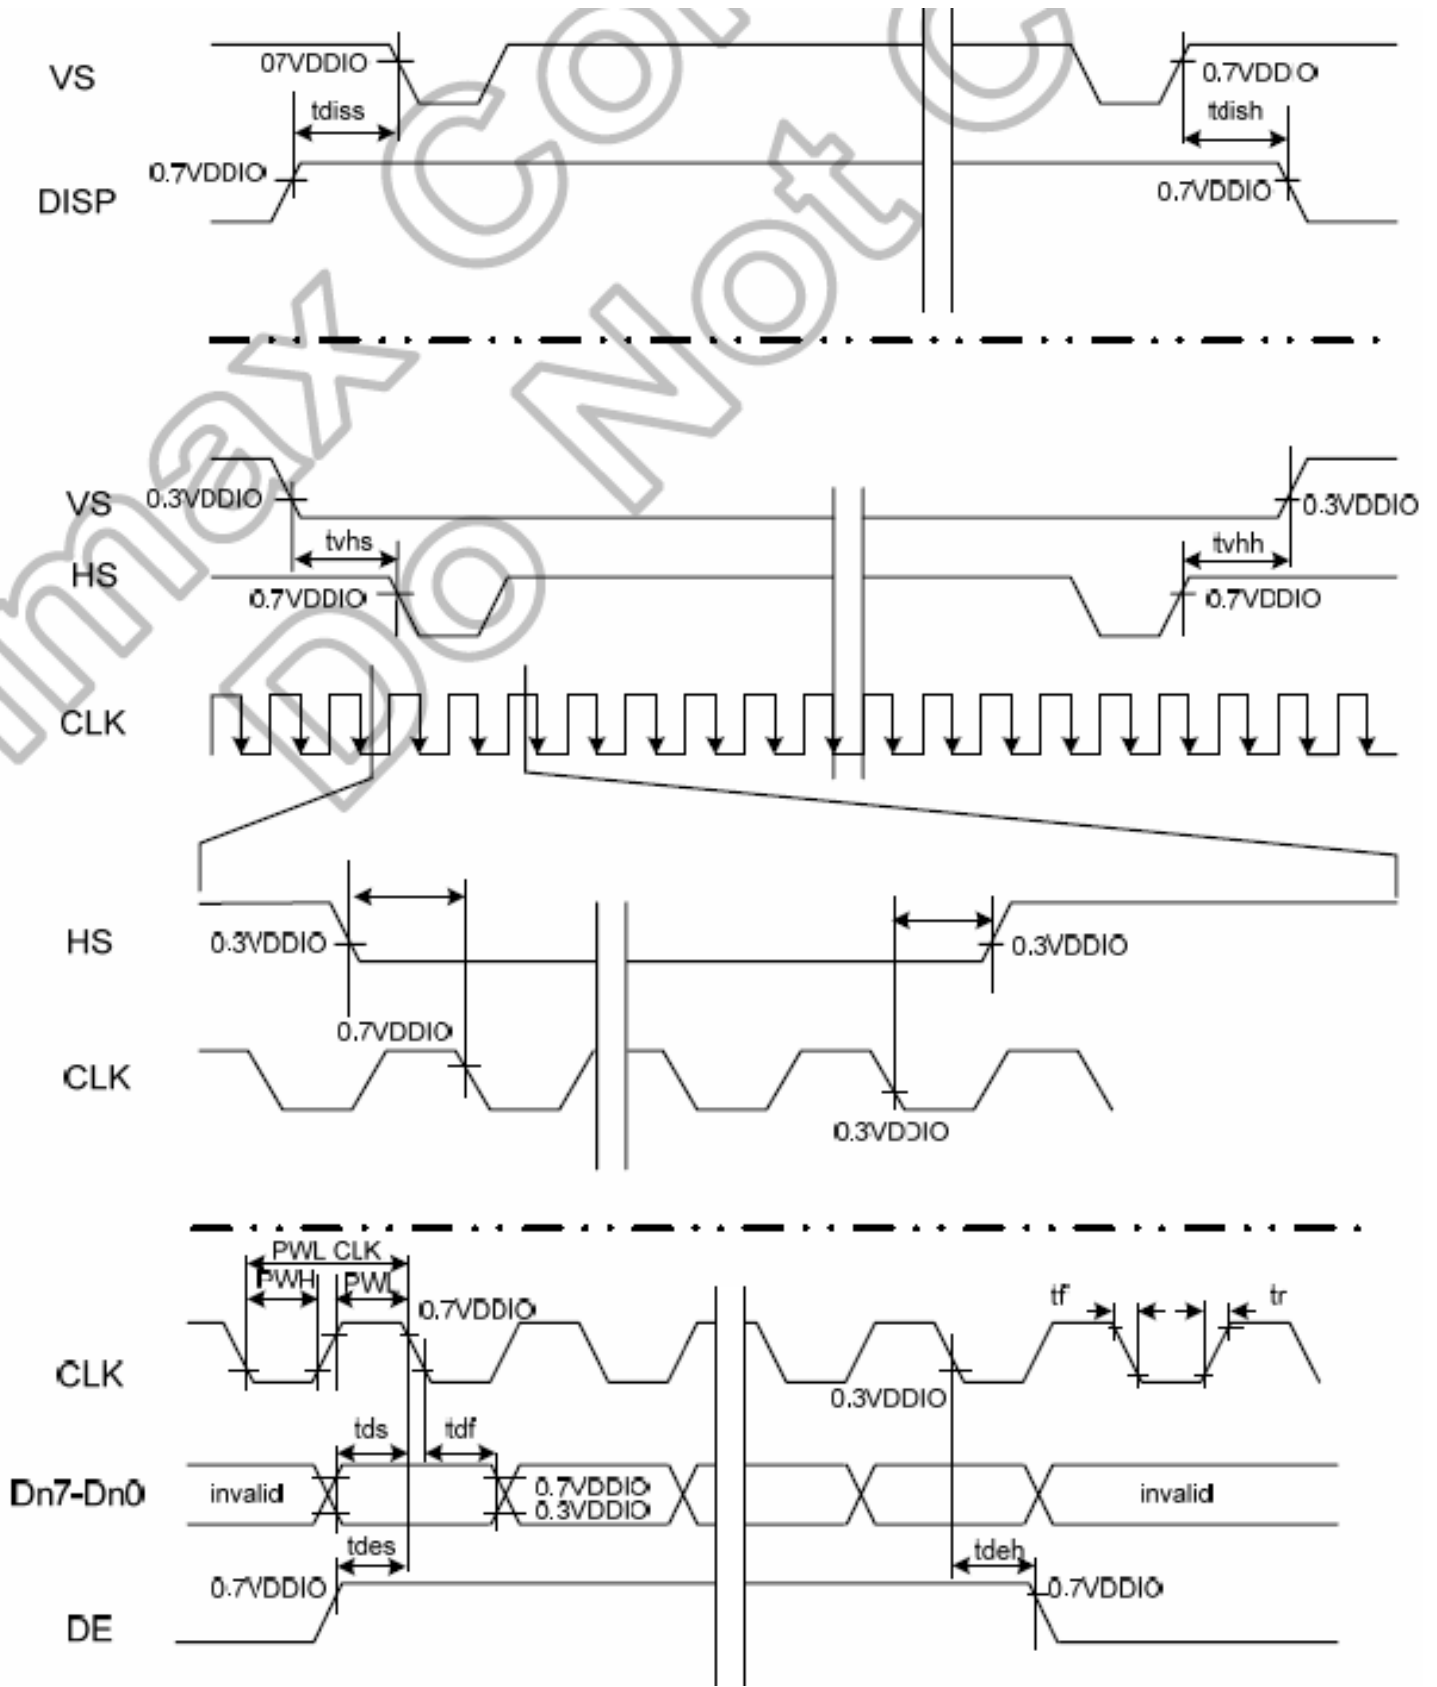 VS
07VDDIO
0.7VDDIO
tdiss
tdish
DISP
0.7VDDIO
0.7VDDIO
VS
0.3VDDIO
0.3VDDIO
tvhs
tvhh
HS
0.7VDDIO
0.7VDDIO
CLK
HS
0.3VDDIO
0.3VDDIO
0.7VDDIO
CLK
0.3VDDIO
PWL CLK
PWH
PWL
0.7VDDIO
tf
tr
CLK
0.3VDDIO
tds
tdf
Dn7-Dn0
invalid
0.7VDDIO
0.3VDDIO
invalid
tdes
tdeh
0.7VDDIO
0.7VDDIO
DE
Do Not